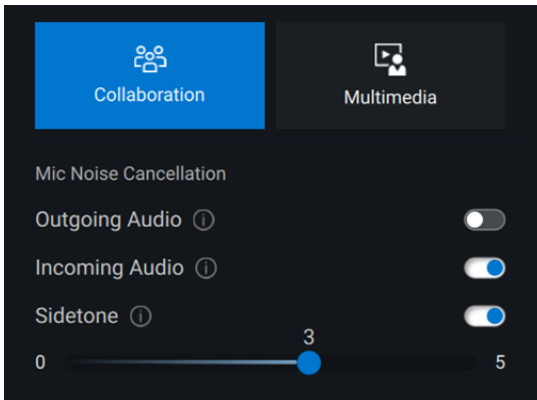 Collaboration
Multimedia
Mic Noise Cancellation
Outgoing Audio
Incoming Audio
Sidetone
3
0 5